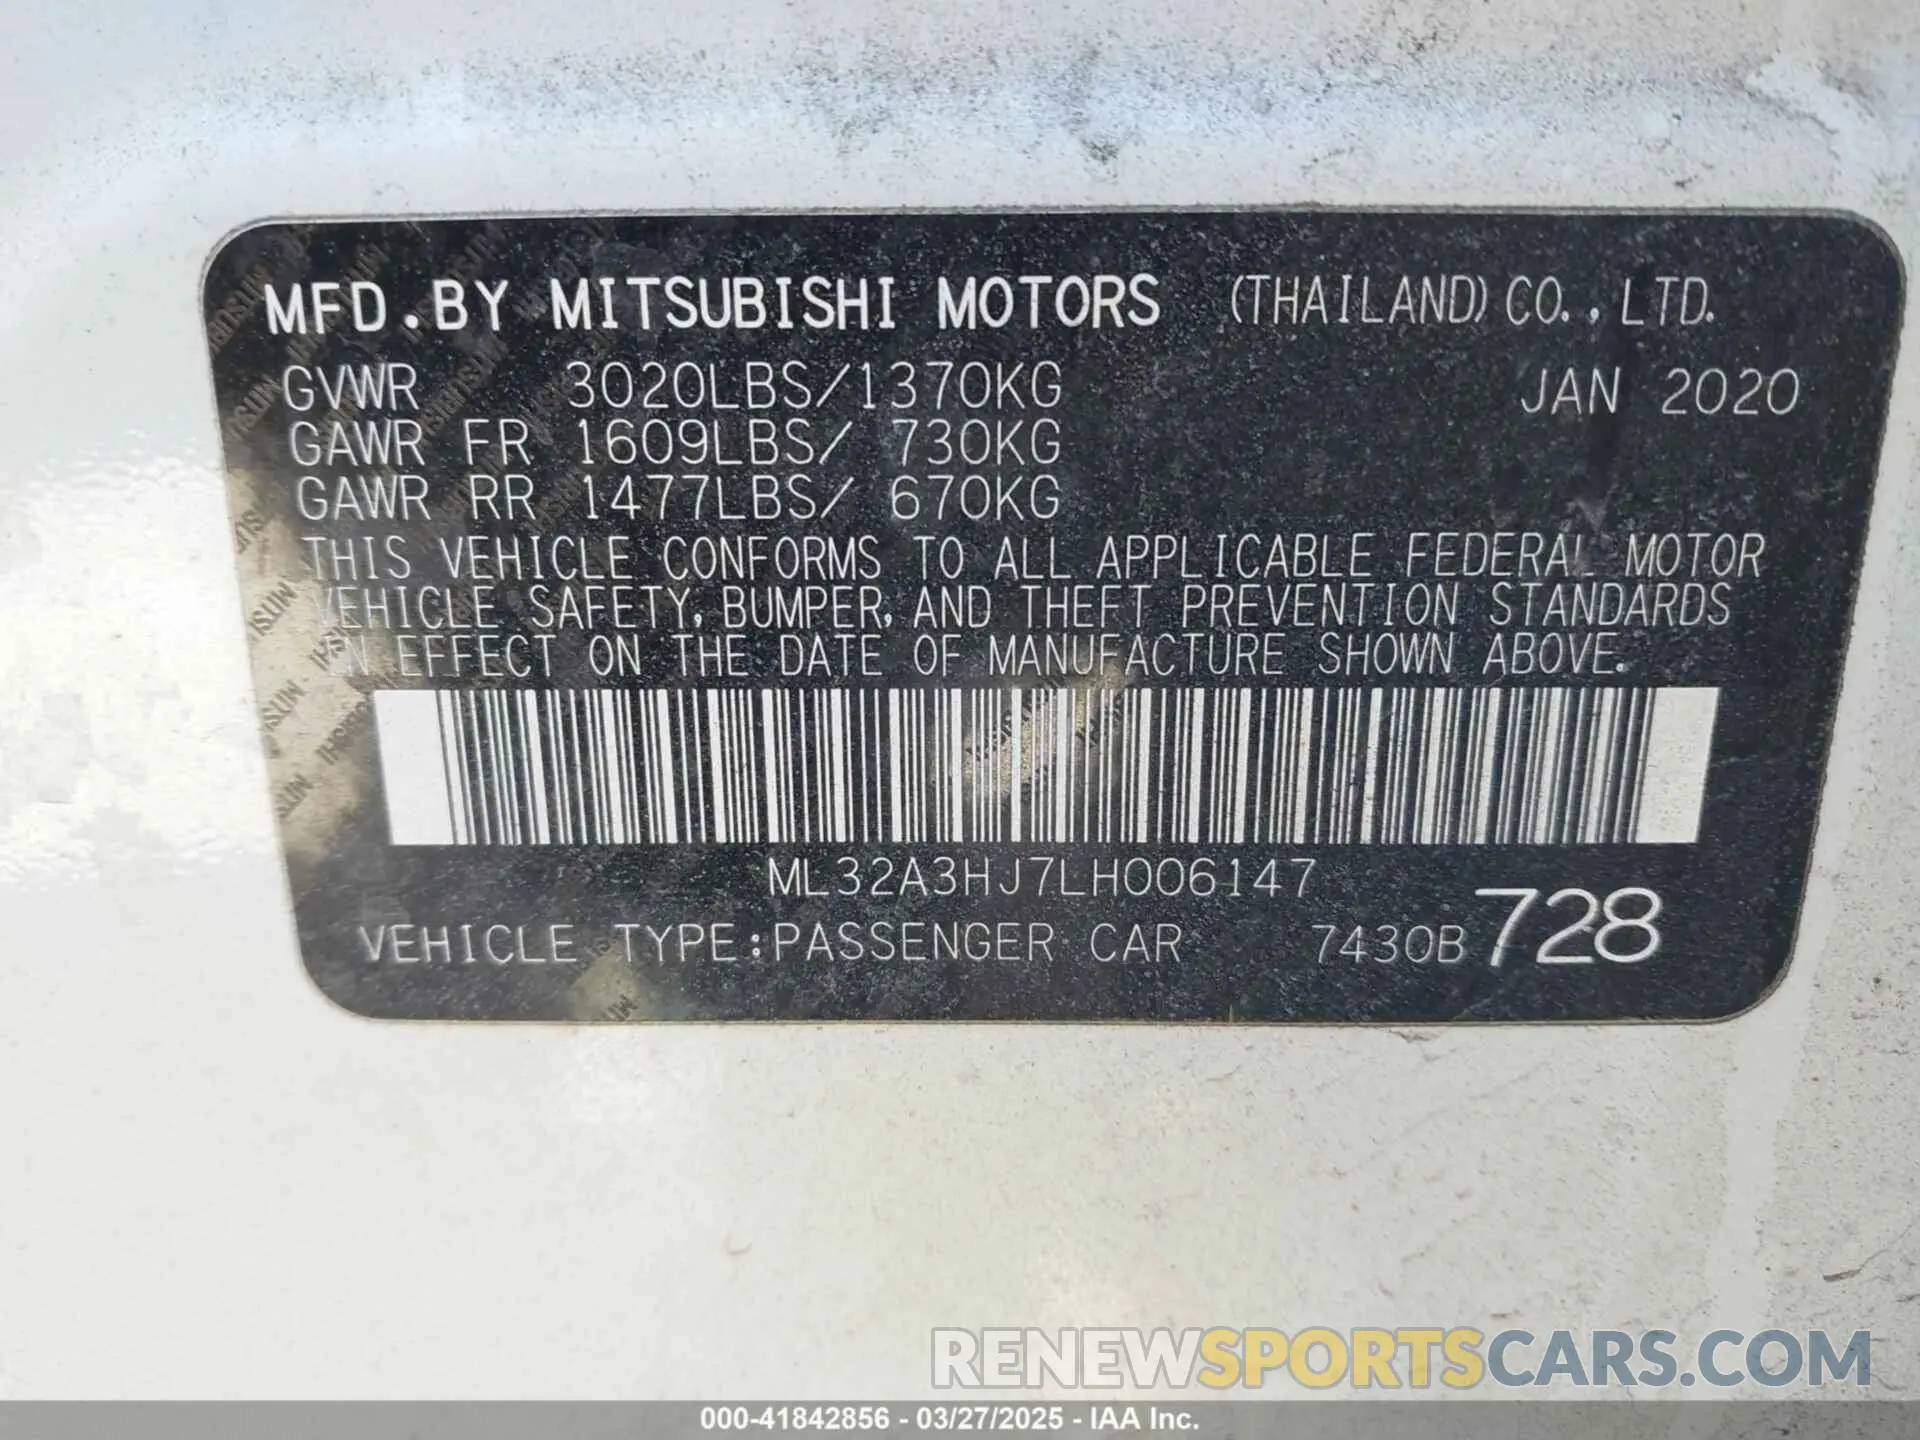 MFD.BY MITSUBISHI MOTORS (THAILAND) CO., LTD.
GVWR 3020LBS/1370KG JAN 2020
GAWR FR 1609LBS/ 730KG
GAWR RR 1477LBS/ 670KG
THIS VEHICLE CONFORMS TO ALL APPLICABLE FEDERAL MOTOR
VEHICLE SAFETY, BUMPER, AND THEFT PREVENTION STANDARDS
IN EFFECT ON THE DATE OF MANUFACTURE SHOWN ABOVE.
ML32A3HJ7LH006147
VEHICLE TYPE:PASSENGER CAR 7430B 728
RENEWSPORTSCARS.COM
000-41842856 - 03/27/2025 - IAA Inc.